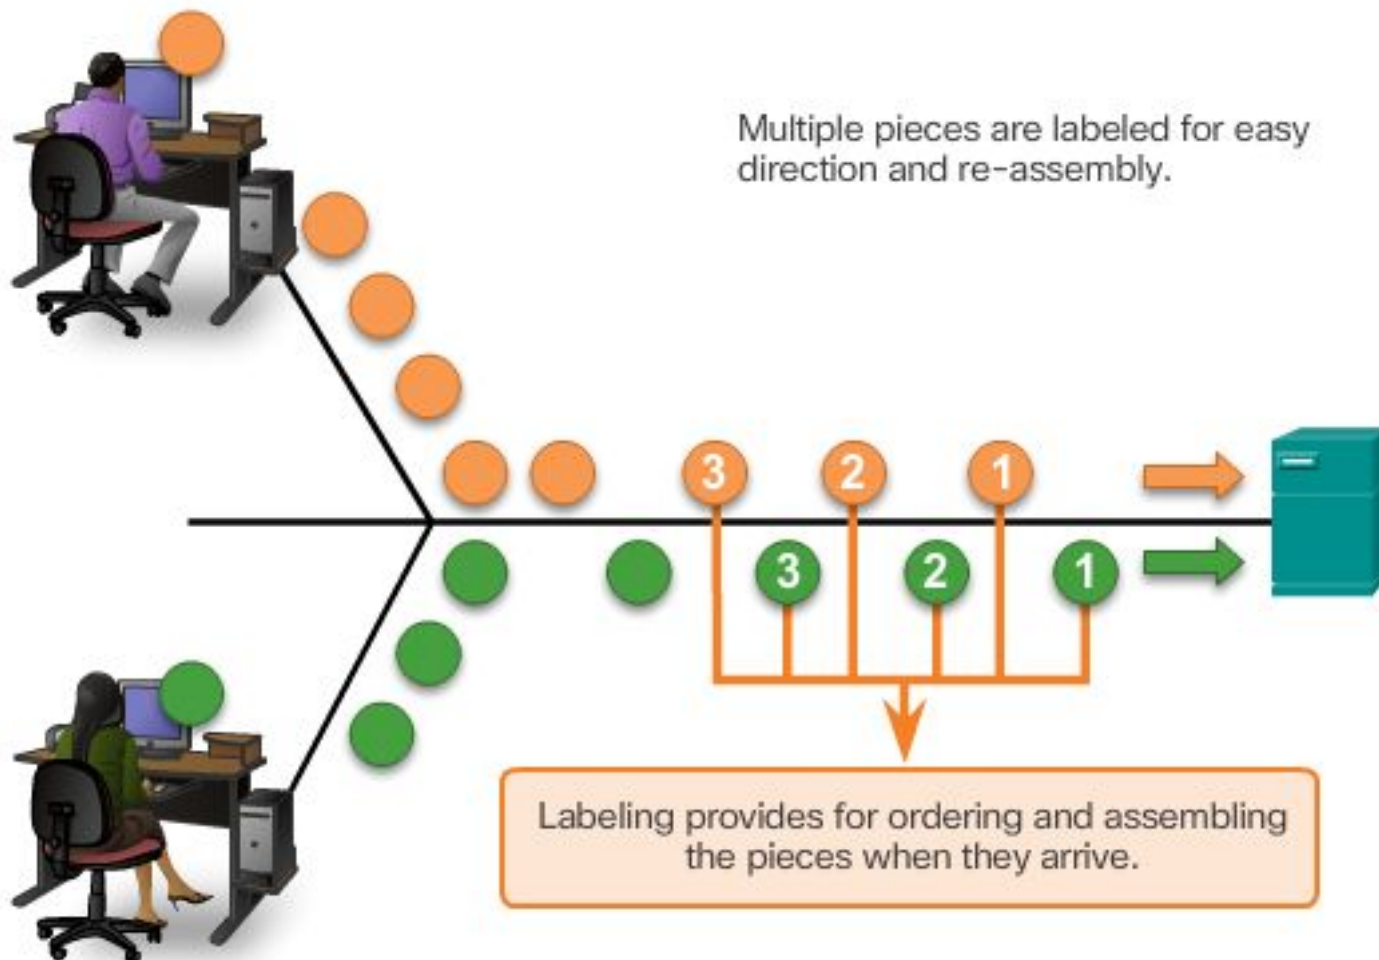 Multiple pieces are labeled for easy
direction and re-assembly.
3 2 1
3 2 1
Labeling provides for ordering and assembling
the pieces when they arrive.